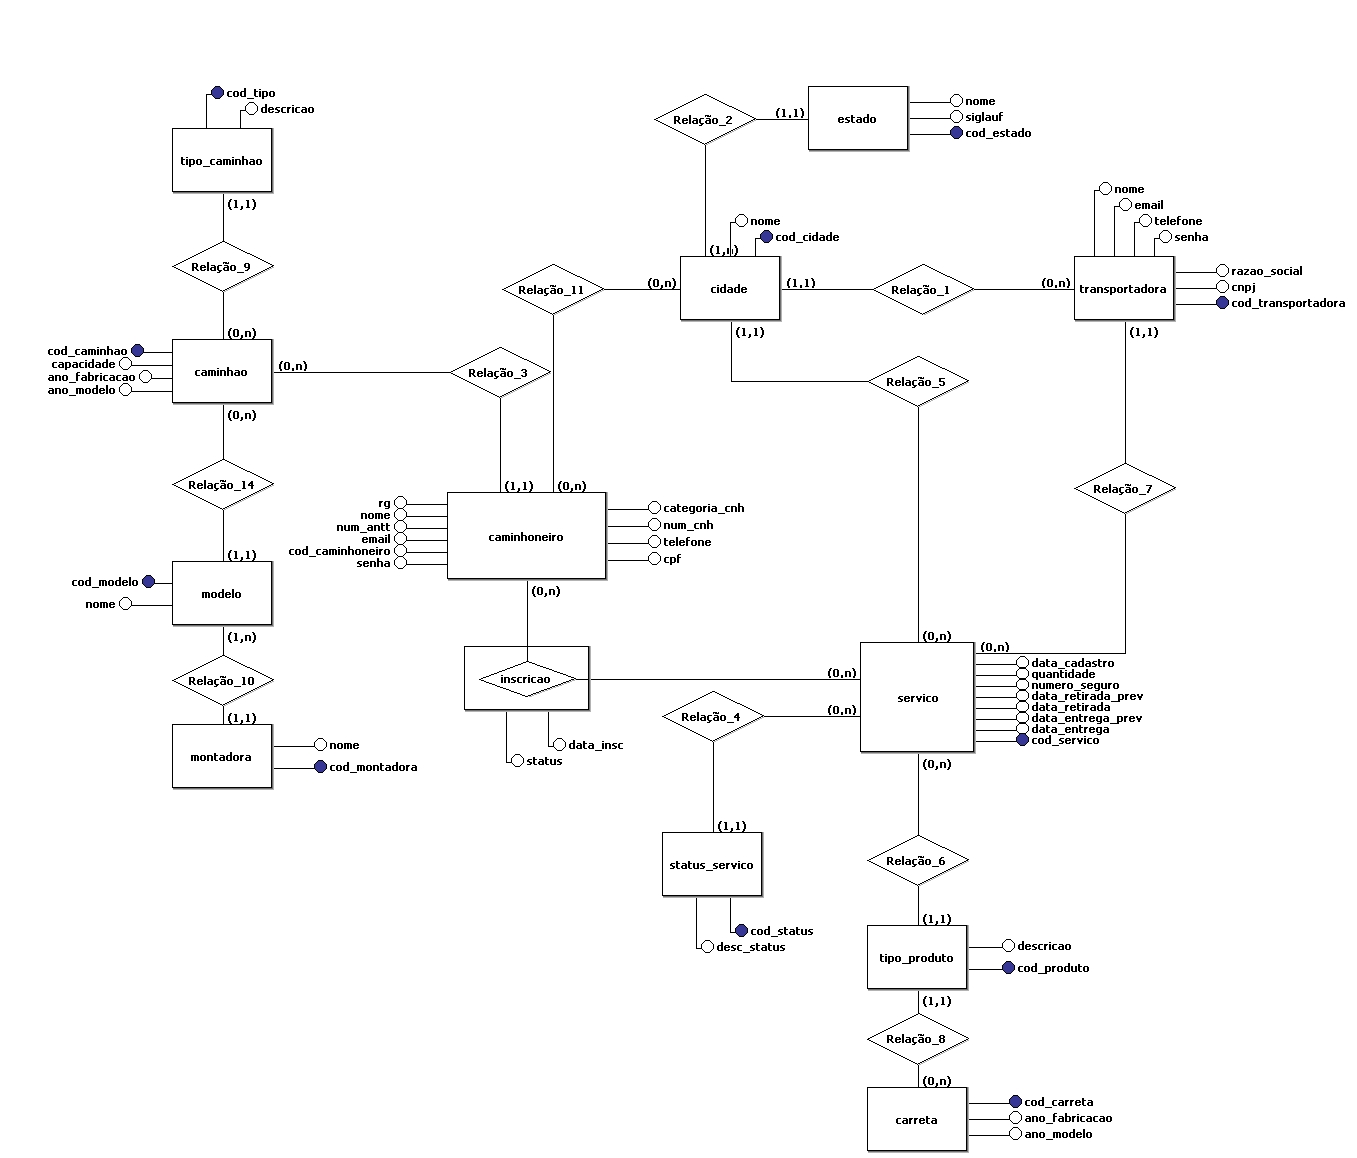 cod_tipo
descricao
tipo_caminhao
(1,1)
Relação_9
(0,n)
cod_caminhao
capacidade
ano_fabricacao
ano_modelo
caminhao
(0,n)
(0,n)
Relação_14
(1,1)
cod_modelo
nome
modelo
(1,n)
Relação_10
(1,1)
montadora
nome
cod_montadora
Relação_2
(1,1)
estado
nome
siglauf
cod_estado
nome
cod_cidade
(1,n)
cidade
(0,n)
Relação_11
(1,1)
Relação_1
(0,n)
nome
email
telefone
senha
transportadora
razao_social
cnpj
cod_transportadora
(1,1)
(1,1)
Relação_3
Relação_5
Relação_7
(1,1)
(0,n)
rg
nome
num_antt
email
cod_caminhoneiro
senha
caminhoneiro
categoria_cnh
num_cnh
telefone
cpf
(0,n)
inscricao
data_insc
status
(0,n)
(0,n)
(0,n)
(0,n)
servico
data_cadastro
quantidade
numero_seguro
data_retirada_prev
data_retirada
data_entrega_prev
data_entrega
cod_servico
Relação_4
(1,1)
status_servico
cod_status
desc_status
(0,n)
Relação_6
(1,1)
tipo_produto
descricao
cod_produto
(1,1)
Relação_8
(0,n)
carreta
cod_carreta
ano_fabricacao
ano_modelo